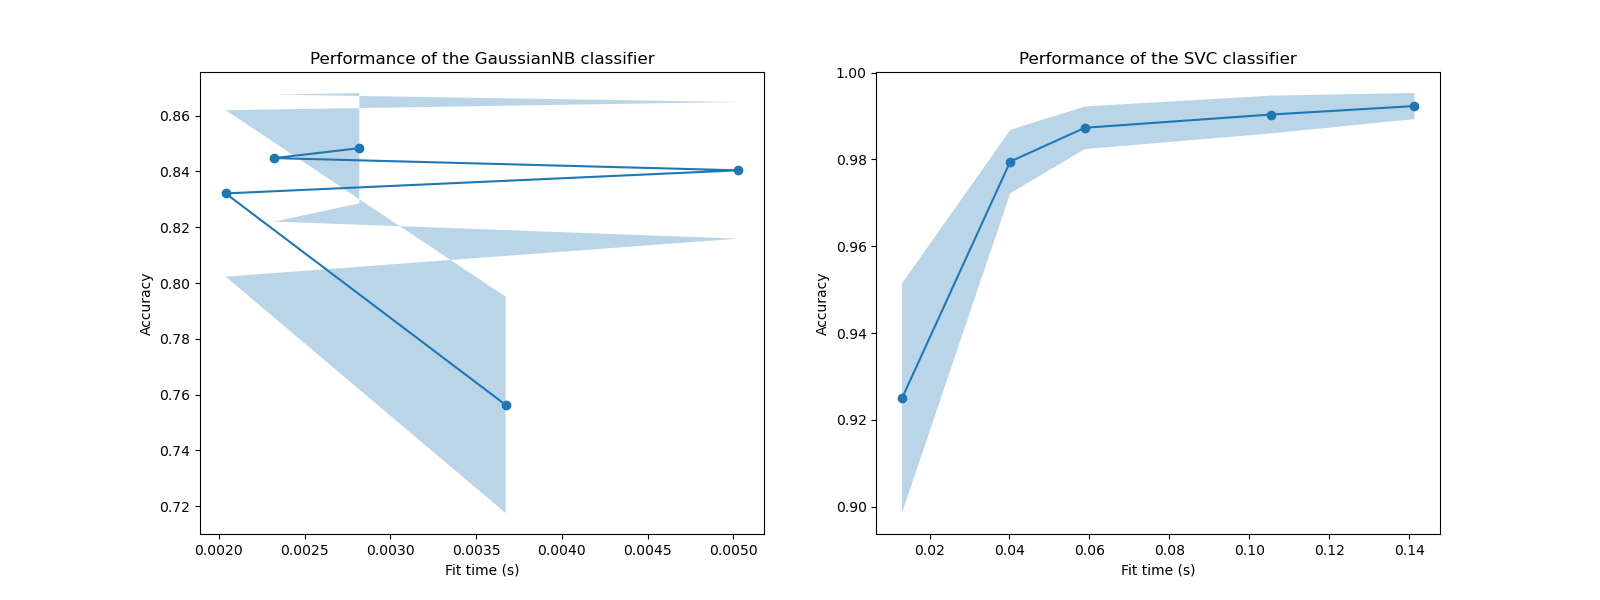 Performance of the GaussianNB classifier
0.86
0.84
0.82
0.80
0.78
0.76
0.74
0.72
Accuracy
0.0020 0.0025 0.0030 0.0035 0.0040 0.0045 0.0050
Fit time (s)
Performance of the SVC classifier
1.00
0.98
0.96
0.94
0.92
0.90
Accuracy
0.02 0.04 0.06 0.08 0.10 0.12 0.14
Fit time (s)